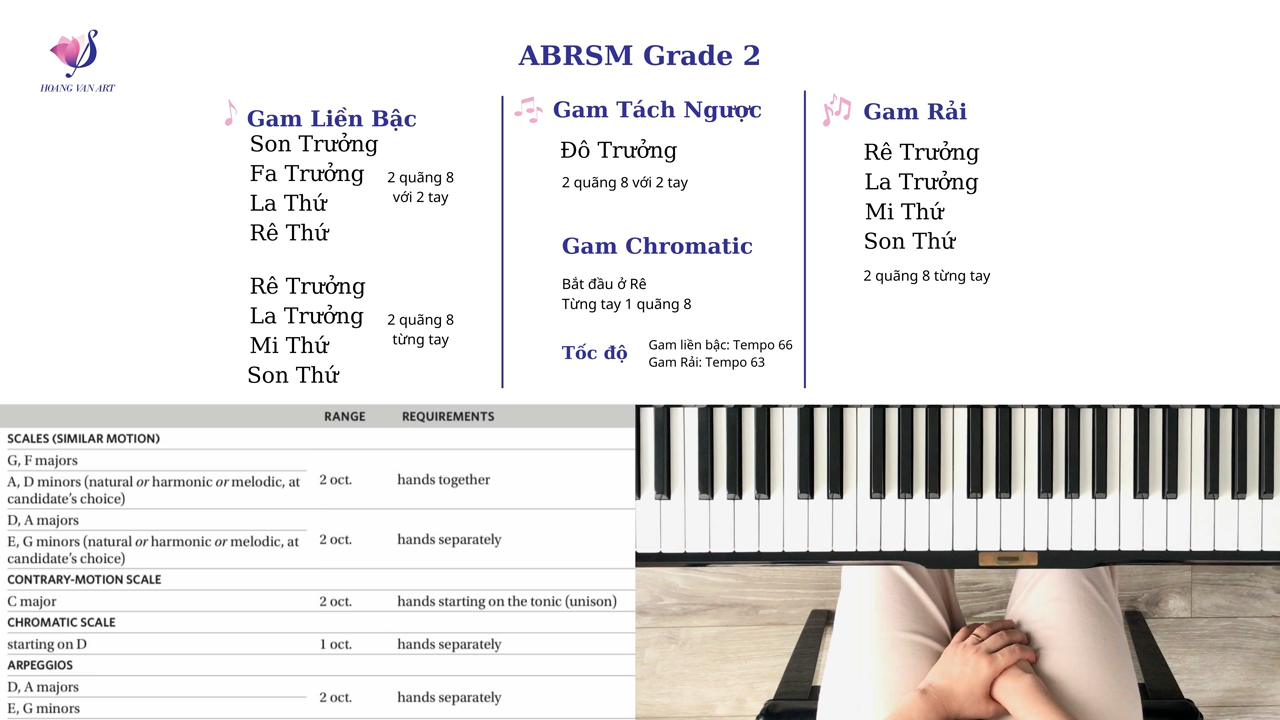 HOANG VAN ART
ABRSM Grade 2
Gam Liền Bậc
Son Trưởng
Fa Trưởng
La Thứ
Rê Thứ
2 quãng 8
với 2 tay
Rê Trưởng
La Trưởng
Mi Thứ
Son Thứ
2 quãng 8
từng tay
Gam Tách Ngược
Đô Trưởng
2 quãng 8 với 2 tay
Gam Chromatic
Bắt đầu ở Rê
Từng tay 1 quãng 8
Tốc độ
Gam liền bậc: Tempo 66
Gam Rải: Tempo 63
Gam Rải
Rê Trưởng
La Trưởng
Mi Thứ
Son Thứ
2 quãng 8 từng tay
RANGE REQUIREMENTS
SCALES (SIMILAR MOTION)
G, F majors
A, D minors (natural or harmonic or melodic, at
candidate's choice)
2 oct. hands together
D, A majors
E, G minors (natural or harmonic or melodic, at
candidate's choice)
2 oct. hands separately
CONTRARY-MOTION SCALE
C major 2 oct. hands starting on the tonic (unison)
CHROMATIC SCALE
starting on D 1 oct. hands separately
ARPEGGIOS
D, A majors
E, G minors
2 oct. hands separately